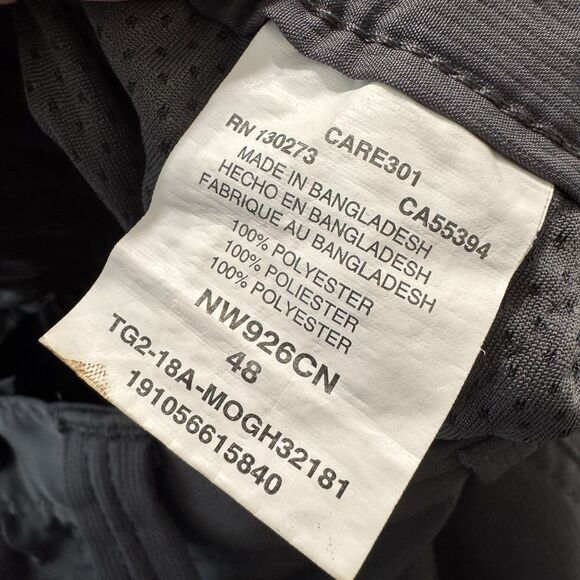 CARE301
RN 130273 CA55394
MADE IN BANGLADESH
HECHO EN BANGLADESH
FABRIQUE AU BANGLADESH
100% POLYESTER
100% POLIESTER
100% POLYESTER
NW926CN
48
TG2-18A-MOGH32181
191056615840